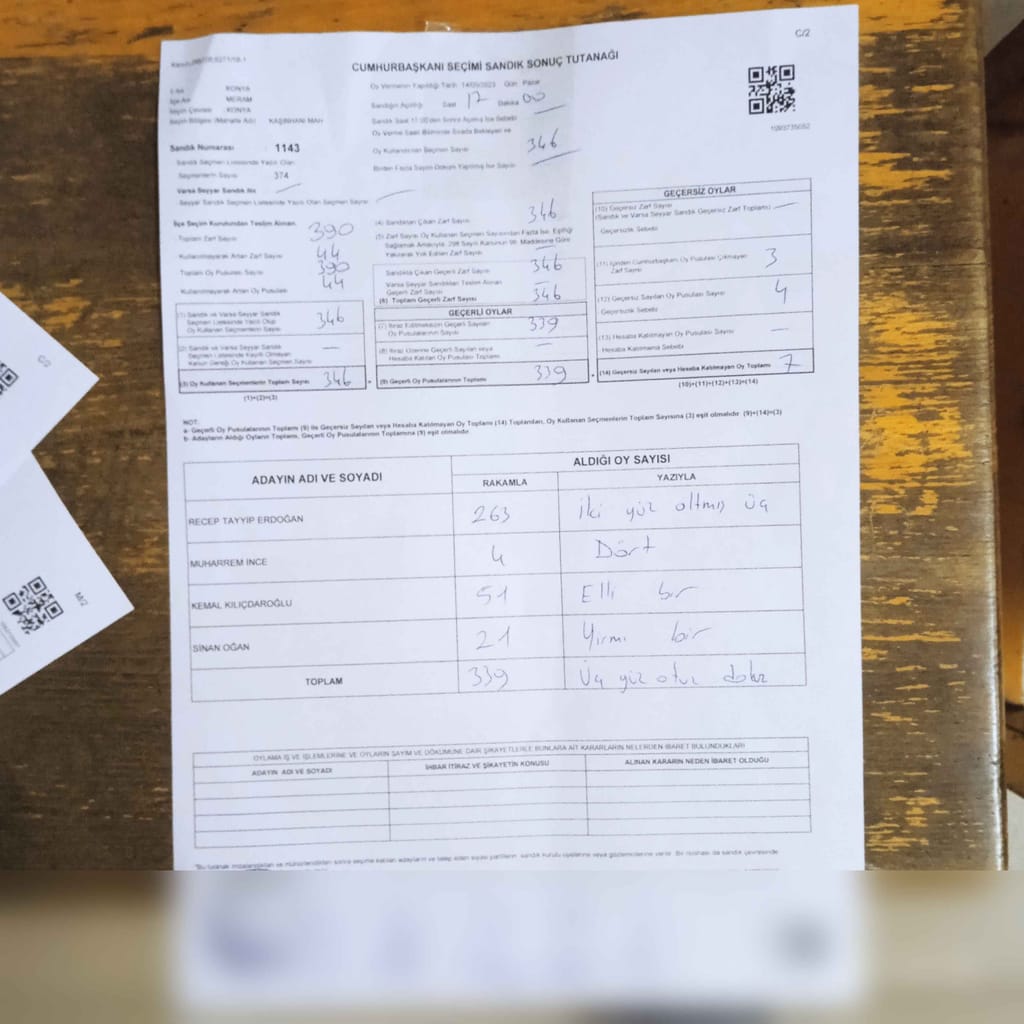 C/2
CUMHURBAŞKANI SEÇİMİ SANDIK SONUÇ TUTANAĞI
KONYA
MERAM
KONYA
KAŞINHANI MAH
Oy Vermenin Yapıldığı Tarih 14/05/2023 Gün Pazar
Sandığın Açıldığı Saat 17 Dakika 00
Sandık Saat 17:00'den Sonra Açılmış İse Sebebi
Oy Verme Saati Bitiminde Sırada Bekleyen ve
Oy Kullandırılan Seçmen Sayısı 346
Birden Fazla Sayım Döküm Yapılmış İse Sayısı
Sandık Numarası : 1143
Sandık Seçmen Listesinde Yazılı Olan
Seçmenlerin Sayısı 374
Varsa Seyyar Sandık No
Seyyar Sandık Seçmen Listesinde Yazılı Olan Seçmen Sayısı
İlçe Seçim Kurulundan Teslim Alınan
Toplam Zarf Sayısı 390
Kullanılmayarak Artan Zarf Sayısı 44
Toplam Oy Pusulası Sayısı 390
Kullanılmayarak Artan Oy Pusulası 44
(1) Sandık ve Varsa Seyyar Sandık
Seçmen Listesinde Yazılı Olup
Oy Kullanan Seçmenlerin Sayısı 346
(2) Sandık ve Varsa Seyyar Sandık
Seçmen Listesinde Kayıtlı Olmayan
Kanun Gereği Oy Kullanan Seçmen Sayısı —
(3) Oy Kullanan Seçmenlerin Toplam Sayısı 346
(1)+(2)=(3)
(4) Sandıktan Çıkan Zarf Sayısı 346
(5) Zarf Sayısı Oy Kullanan Seçmen Sayısından Fazla İse, Eşitliği
Sağlamak Amacıyla, 298 Sayılı Kanunun 98. Maddesine Göre
Yakılarak Yok Edilen Zarf Sayısı —
Sandıkta Çıkan Geçerli Zarf Sayısı 346
Varsa Seyyar Sandıktan Teslim Alınan
Geçerli Zarf Sayısı —
(6) Toplam Geçerli Zarf Sayısı 346
GEÇERLİ OYLAR
(7) İtiraz Edilmeksizin Geçerli Sayılan
Oy Pusulalarının Sayısı 339
(8) İtiraz Üzerine Geçerli Sayılan veya
Hesaba Katılan Oy Pusulası Toplamı —
(9) Geçerli Oy Pusulalarının Toplamı 339
GEÇERSİZ OYLAR
(10) Geçersiz Zarf Sayısı
(Sandık ve Varsa Seyyar Sandık Geçersiz Zarf Toplamı) —
Geçersizlik Sebebi
(11) İçinden Cumhurbaşkanı Oy Pusulası Çıkmayan
Zarf Sayısı 3
(12) Geçersiz Sayılan Oy Pusulası Sayısı 4
Geçersizlik Sebebi
(13) Hesaba Katılmayan Oy Pusulası Sayısı —
Hesaba Katılmama Sebebi
(14) Geçersiz Sayılan veya Hesaba Katılmayan Oy Toplamı 7
(10)+(11)+(12)+(13)=(14)
NOT:
a- Geçerli Oy Pusulalarının Toplamı (9) ile Geçersiz Sayılan veya Hesaba Katılmayan Oy Toplamı (14) Toplamları, Oy Kullanan Seçmenlerin Toplam Sayısına (3) eşit olmalıdır (9)+(14)=(3)
b- Adayların Aldığı Oyların Toplamı, Geçerli Oy Pusulalarının Toplamına (9) eşit olmalıdır.
ADAYIN ADI VE SOYADI ALDIĞI OY SAYISI
RAKAMLA YAZIYLA
RECEP TAYYİP ERDOĞAN 263 İki yüz altmış üç
MUHARREM İNCE 4 Dört
KEMAL KILIÇDAROĞLU 51 Elli bir
SİNAN OĞAN 21 Yirmi bir
TOPLAM 339 Üç yüz otuz dokuz
OYLAMA İŞ VE İŞLEMLERİNE VE OYLARIN SAYIM VE DÖKÜMÜNE DAİR ŞİKAYETLERLE BUNLARA AİT KARARLARIN NELERDEN İBARET BULUNDUKLARI
ADAYIN ADI VE SOYADI İHBAR İTİRAZ VE ŞİKAYETİN KONUSU ALINAN KARARIN NEDEN İBARET OLDUĞU
C/2
M/2